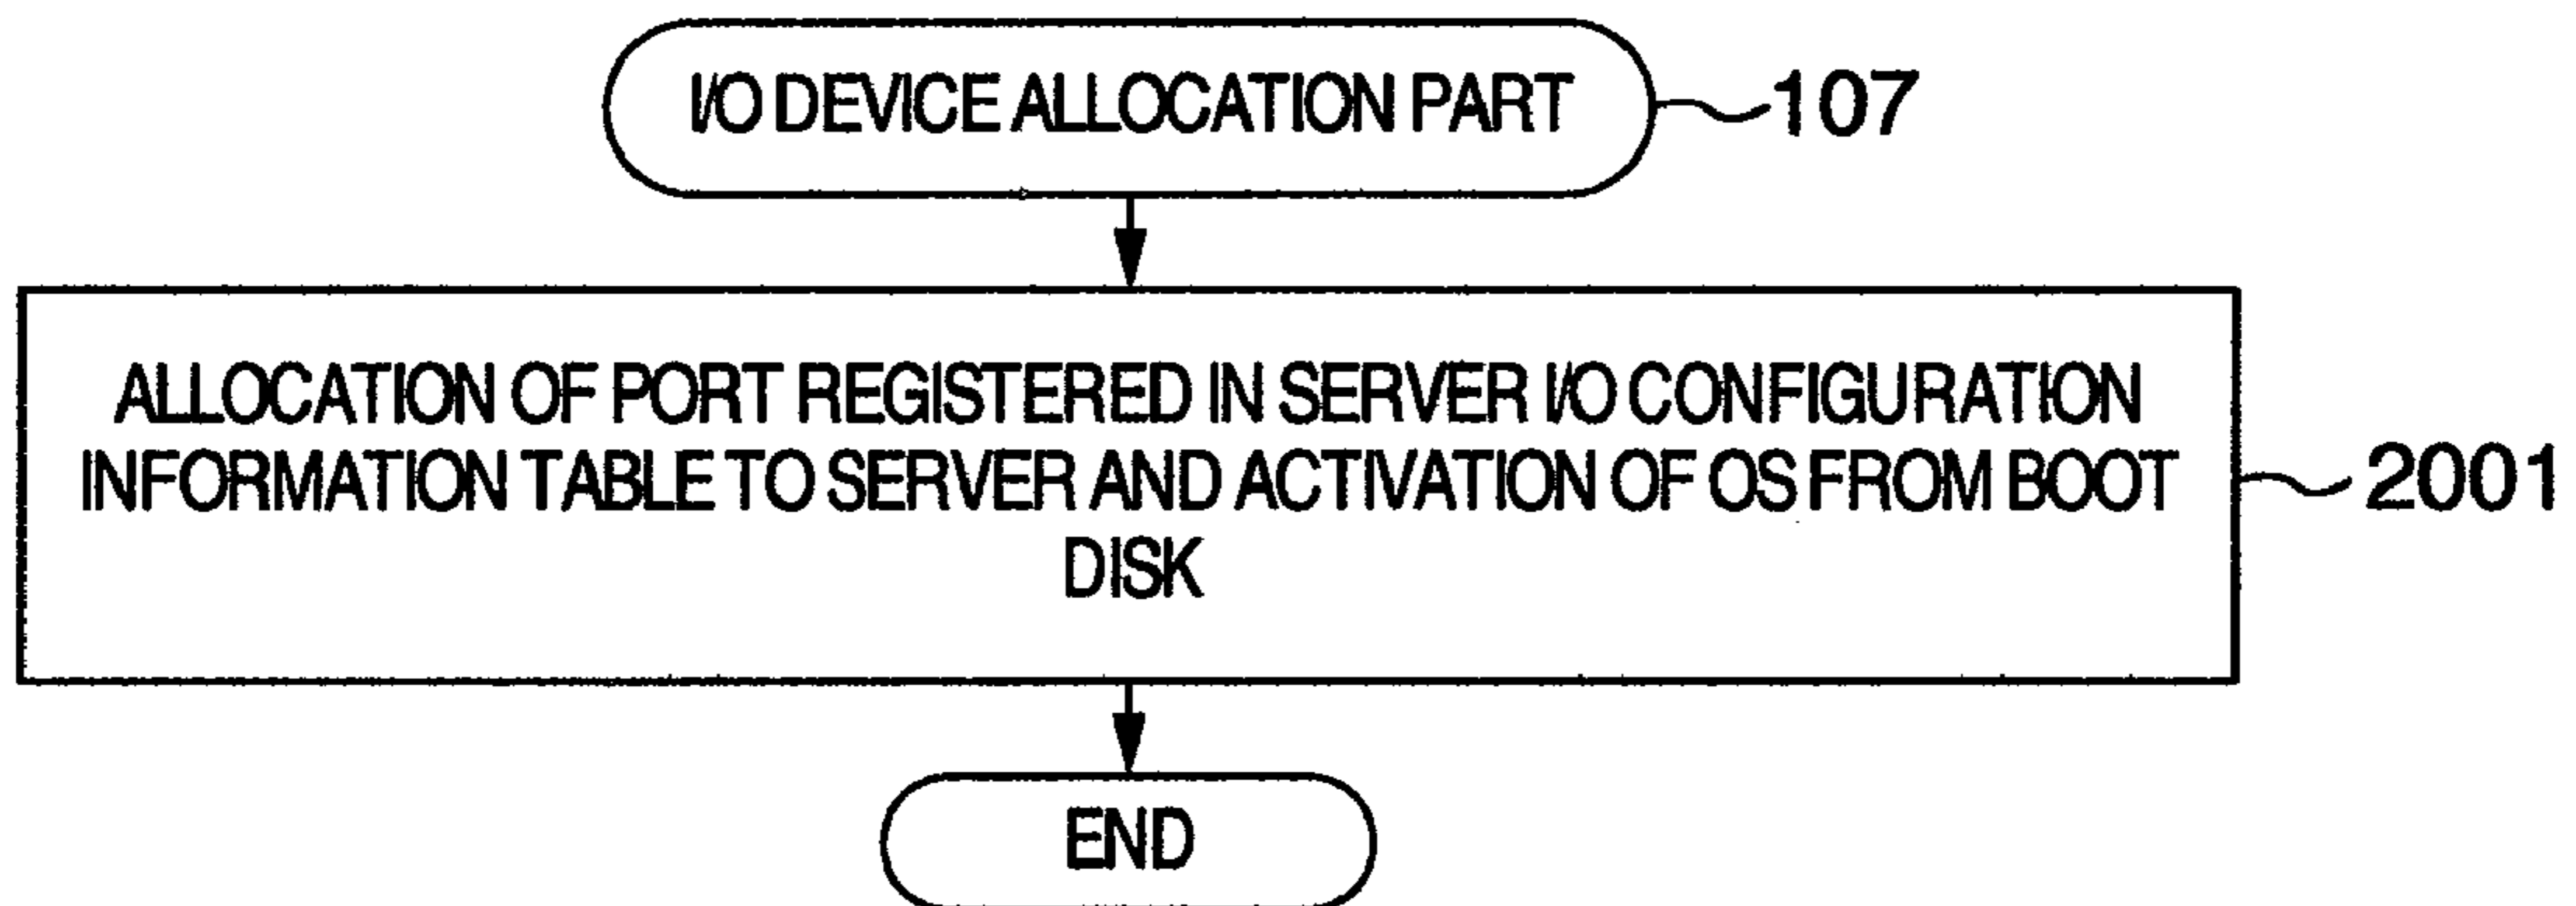 I/O DEVICE ALLOCATION PART
107
ALLOCATION OF PORT REGISTERED IN SERVER I/O CONFIGURATION
INFORMATION TABLE TO SERVER AND ACTIVATION OF OS FROM BOOT
DISK
2001
END